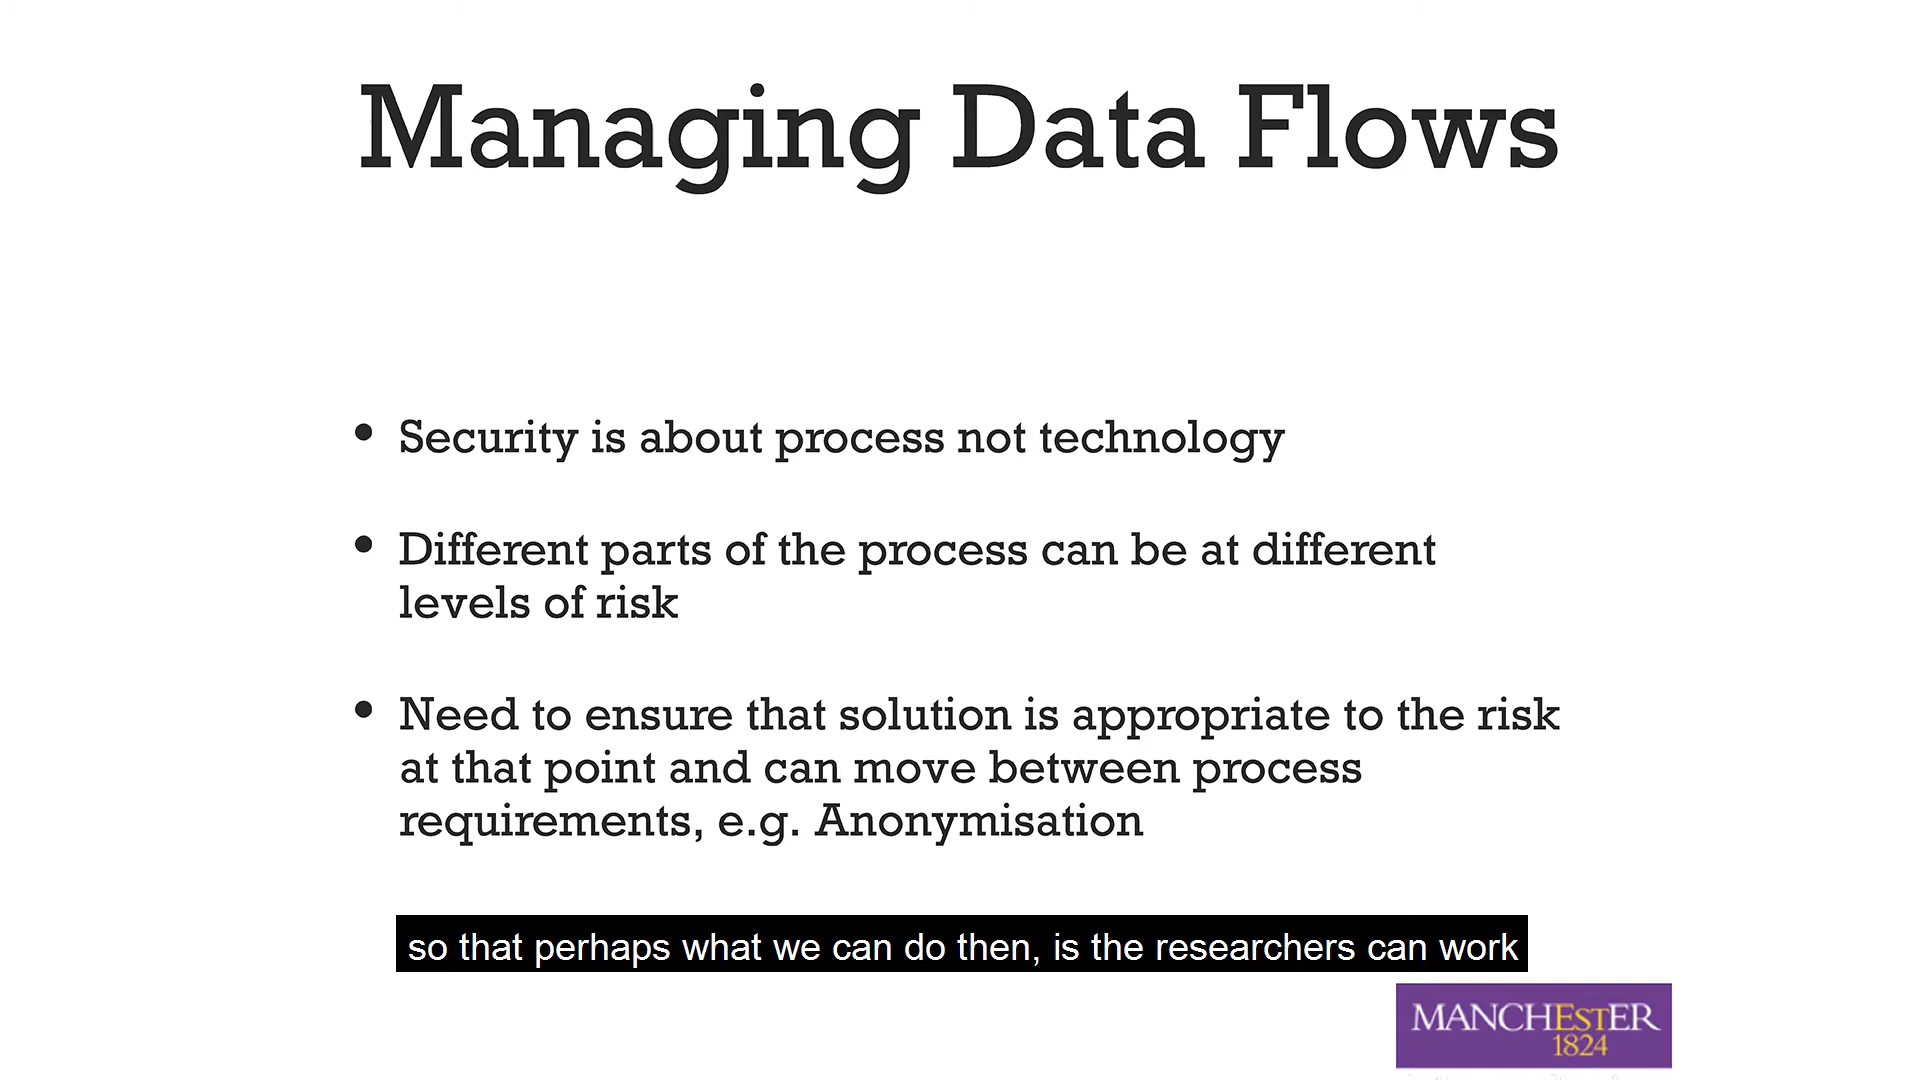 Managing Data Flows
• Security is about process not technology
• Different parts of the process can be at different
levels of risk
• Need to ensure that solution is appropriate to the risk
at that point and can move between process
requirements, e.g. Anonymisation
so that perhaps what we can do then, is the researchers can work
MANCHEstER
1824